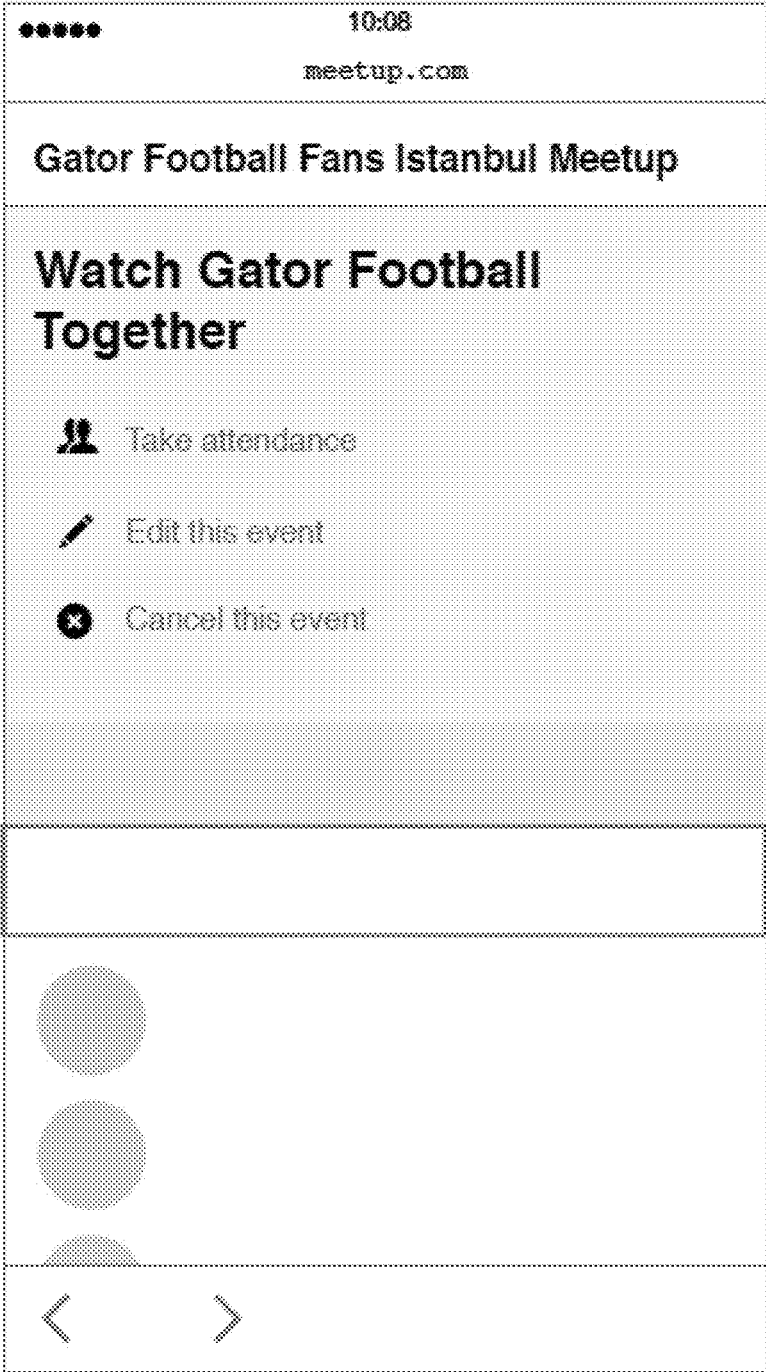 10:08
meetup.com
Gator Football Fans Istanbul Meetup
Watch Gator Football
Together
Take attendance
Edit this event
Cancel this event